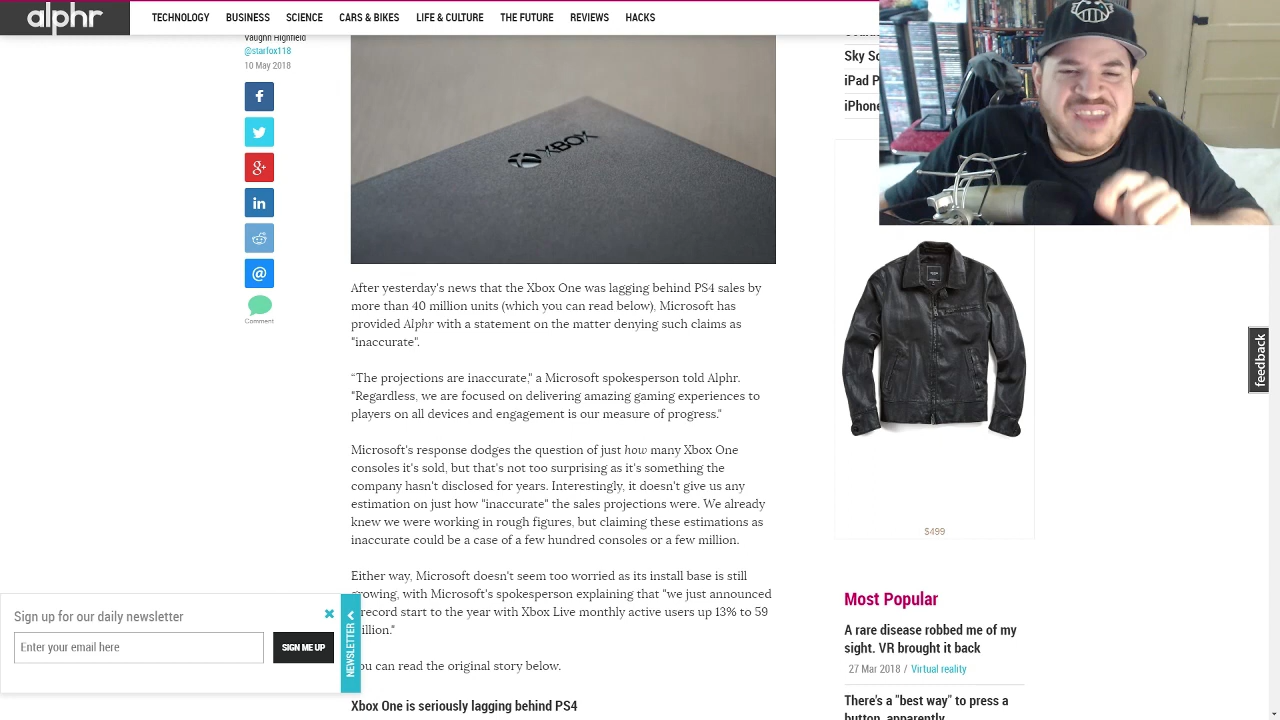 alphr
TECHNOLOGY BUSINESS SCIENCE CARS & BIKES LIFE & CULTURE THE FUTURE REVIEWS HACKS
Vaughn Highfield
@starfox118
10 May 2018
f
g+
in
@
Comment
XBOX
After yesterday's news that the Xbox One was lagging behind PS4 sales by
more than 40 million units (which you can read below), Microsoft has
provided Alphr with a statement on the matter denying such claims as
"inaccurate".
“The projections are inaccurate," a Microsoft spokesperson told Alphr.
"Regardless, we are focused on delivering amazing gaming experiences to
players on all devices and engagement is our measure of progress.”
Microsoft's response dodges the question of just how many Xbox One
consoles it's sold, but that's not too surprising as it's something the
company hasn't disclosed for years. Interestingly, it doesn't give us any
estimation on just how "inaccurate" the sales projections were. We already
knew we were working in rough figures, but claiming these estimations as
inaccurate could be a case of a few hundred consoles or a few million.
Either way, Microsoft doesn't seem too worried as its install base is still
growing, with Microsoft's spokesperson explaining that "we just announced
record start to the year with Xbox Live monthly active users up 13% to 59
million."
You can read the original story below.
Xbox One is seriously lagging behind PS4
Sign up for our daily newsletter
Enter your email here
SIGN ME UP
NEWSLETTER
Sky
iPad P
iPhone
$499
feedback
Most Popular
A rare disease robbed me of my
sight. VR brought it back
27 Mar 2018 / Virtual reality
There's a "best way" to press a
button, apparently